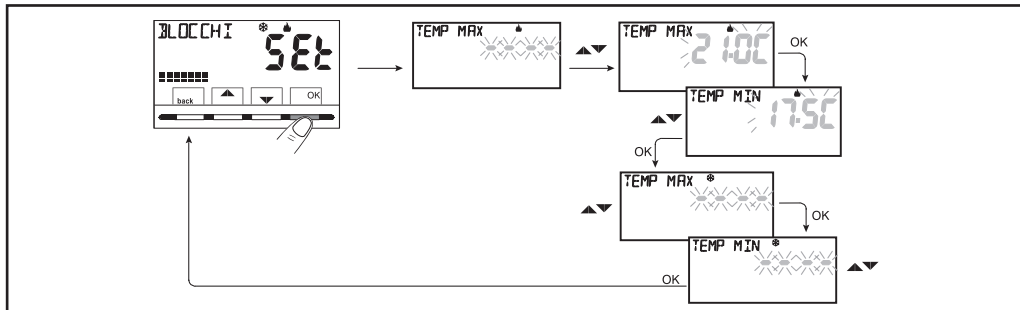 BLOCCHI
SEt
back
OK
TEMP MAX
- - - -
TEMP MAX
21.0C
OK
TEMP MIN
17.5C
OK
TEMP MAX
- - - -
OK
TEMP MIN
- - - -
OK